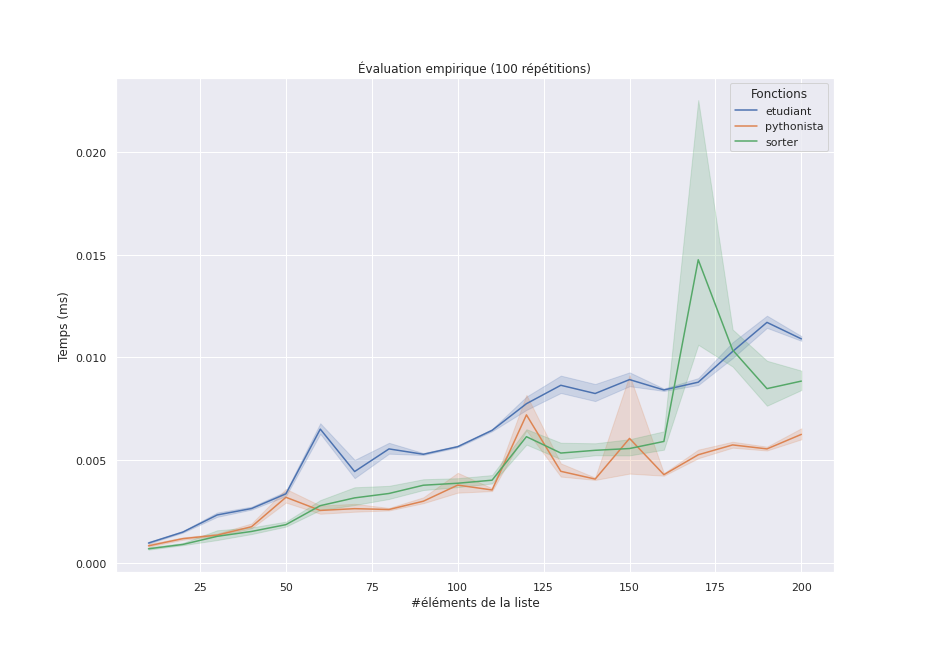 Évaluation empirique (100 répétitions)
Fonctions
etudiant
pythonista
sorter
Temps (ms)
0.020
0.015
0.010
0.005
0.000
25 50 75 100 125 150 175 200
#éléments de la liste